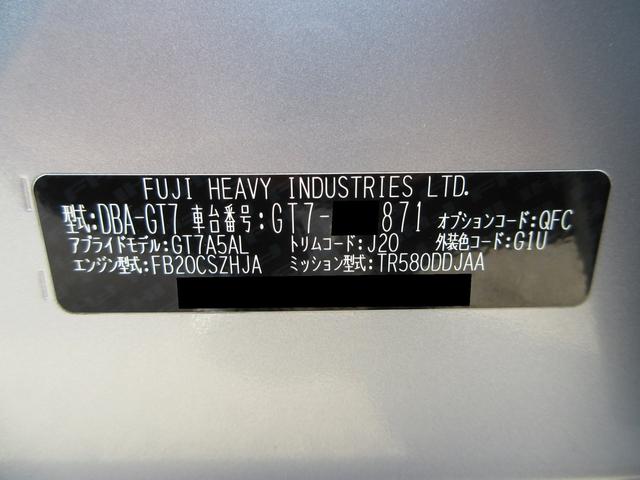 FUJI HEAVY INDUSTRIES LTD.
型式:DBA-GT7 車台番号:GT7- 871 オプションコード:QFC
アプライドモデル:GT7A5AL トリムコード:J20 外装色コード:G1U
エンジン型式:FB20CSZHJA ミッション型式:TR580DDJAA